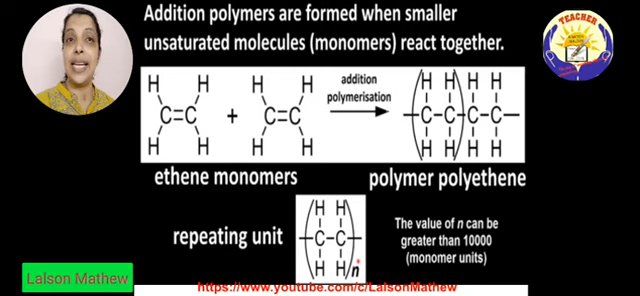 Addition polymers are formed when smaller
unsaturated molecules (monomers) react together.
TEACHER
H H H H
C=C + C=C
H H H H
addition
polymerisation
H H H H
C-C-C-C
H H H H
ethene monomers
polymer polyethene
repeating unit
H H
C-C
H H n
The value of n can be
greater than 10000
(monomer units)
Lalson Mathew
https://www.youtube.com/c/LalsonMathew